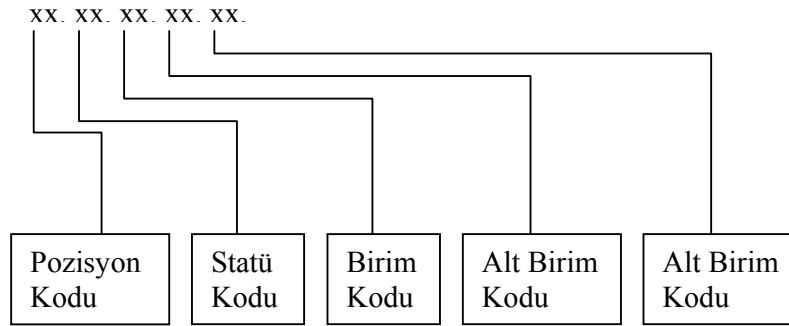 xx. xx. xx. xx. xx.
Pozisyon
Kodu
Statü
Kodu
Birim
Kodu
Alt Birim
Kodu
Alt Birim
Kodu